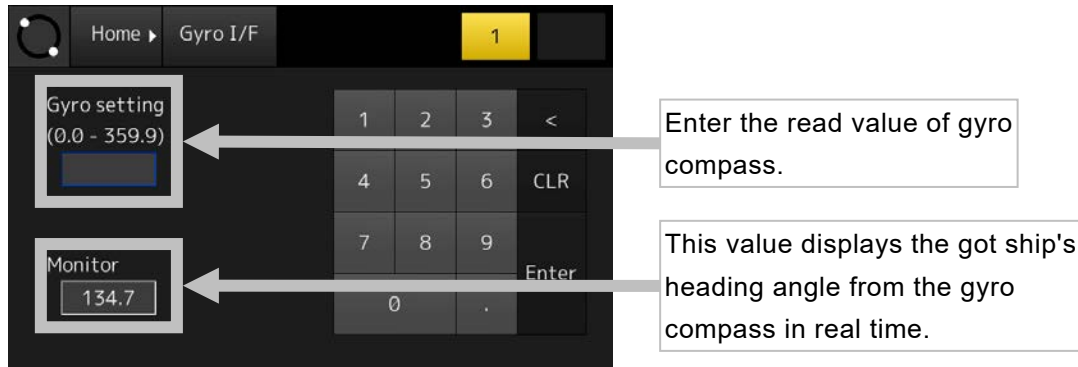 Home ▸ Gyro I/F 1
Gyro setting
(0.0 - 359.9)
1 2 3 <
4 5 6 CLR
7 8 9
Enter
0 .
Monitor
134.7
Enter the read value of gyro
compass.
This value displays the got ship's
heading angle from the gyro
compass in real time.